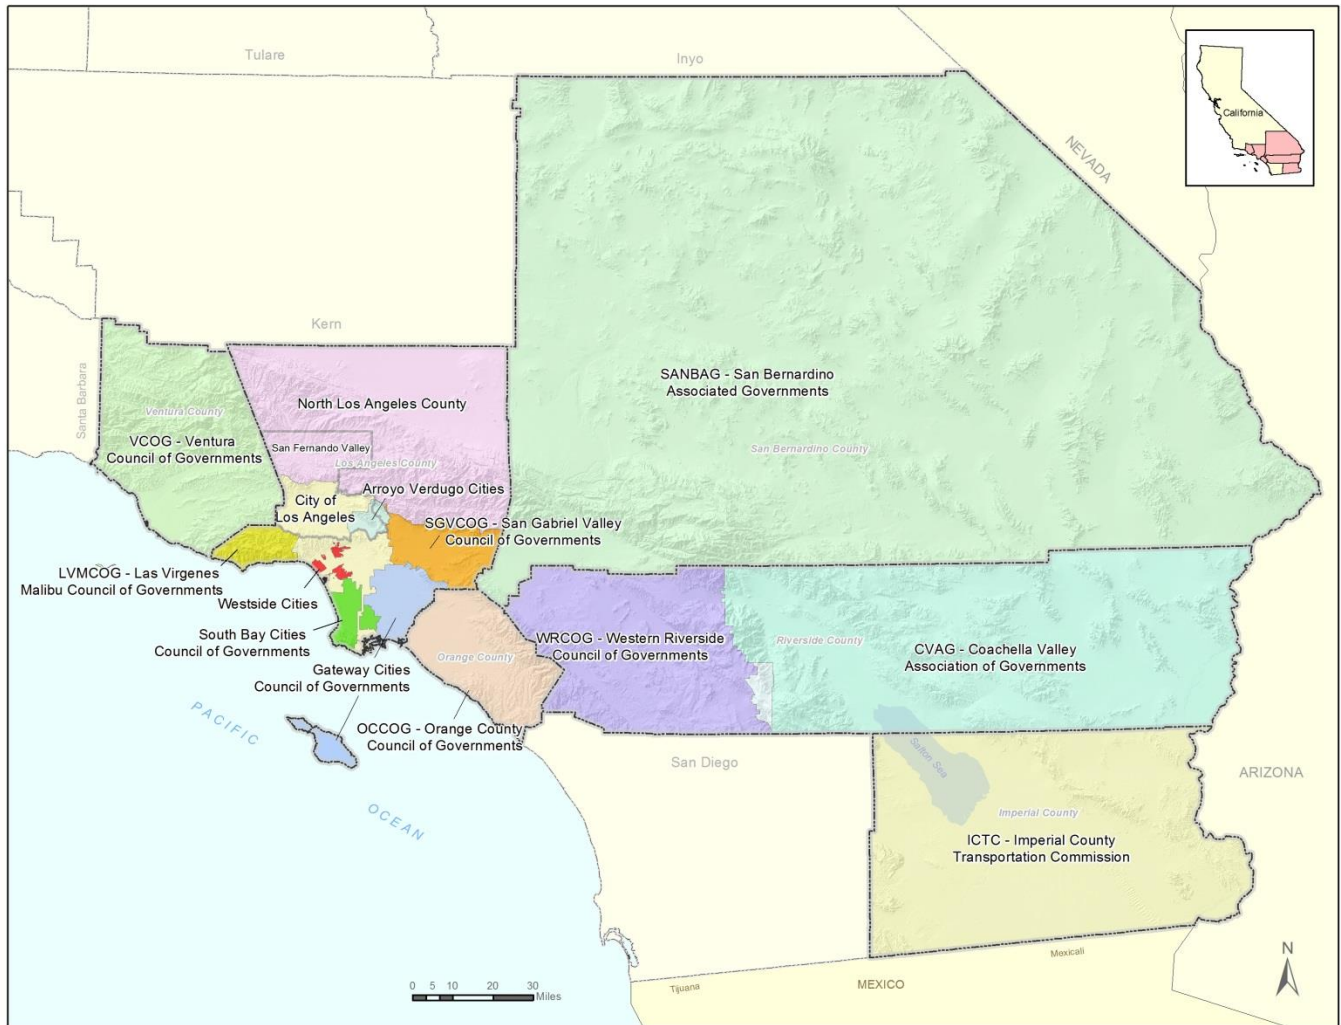 Tulare
Inyo
California
NEVADA
Kern
Santa Barbara
SANBAG - San Bernardino
Associated Governments
North Los Angeles County
Ventura County
VCOG - Ventura
Council of Governments
San Fernando Valley
San Bernardino County
Los Angeles County
Arroyo Verdugo Cities
City of
Los Angeles
SGVCOG - San Gabriel Valley
Council of Governments
LVMCOG - Las Virgenes
Malibu Council of Governments
Westside Cities
South Bay Cities
Council of Governments
WRCOG - Western Riverside
Council of Governments
Riverside County
CVAG - Coachella Valley
Association of Governments
Orange County
Gateway Cities
Council of Governments
PACIFIC
OCEAN
OCCOG - Orange County
Council of Governments
San Diego
Salton Sea
ARIZONA
Imperial County
ICTC - Imperial County
Transportation Commission
N
Mexicali
MEXICO
Tijuana
0 5 10 20 30
Miles